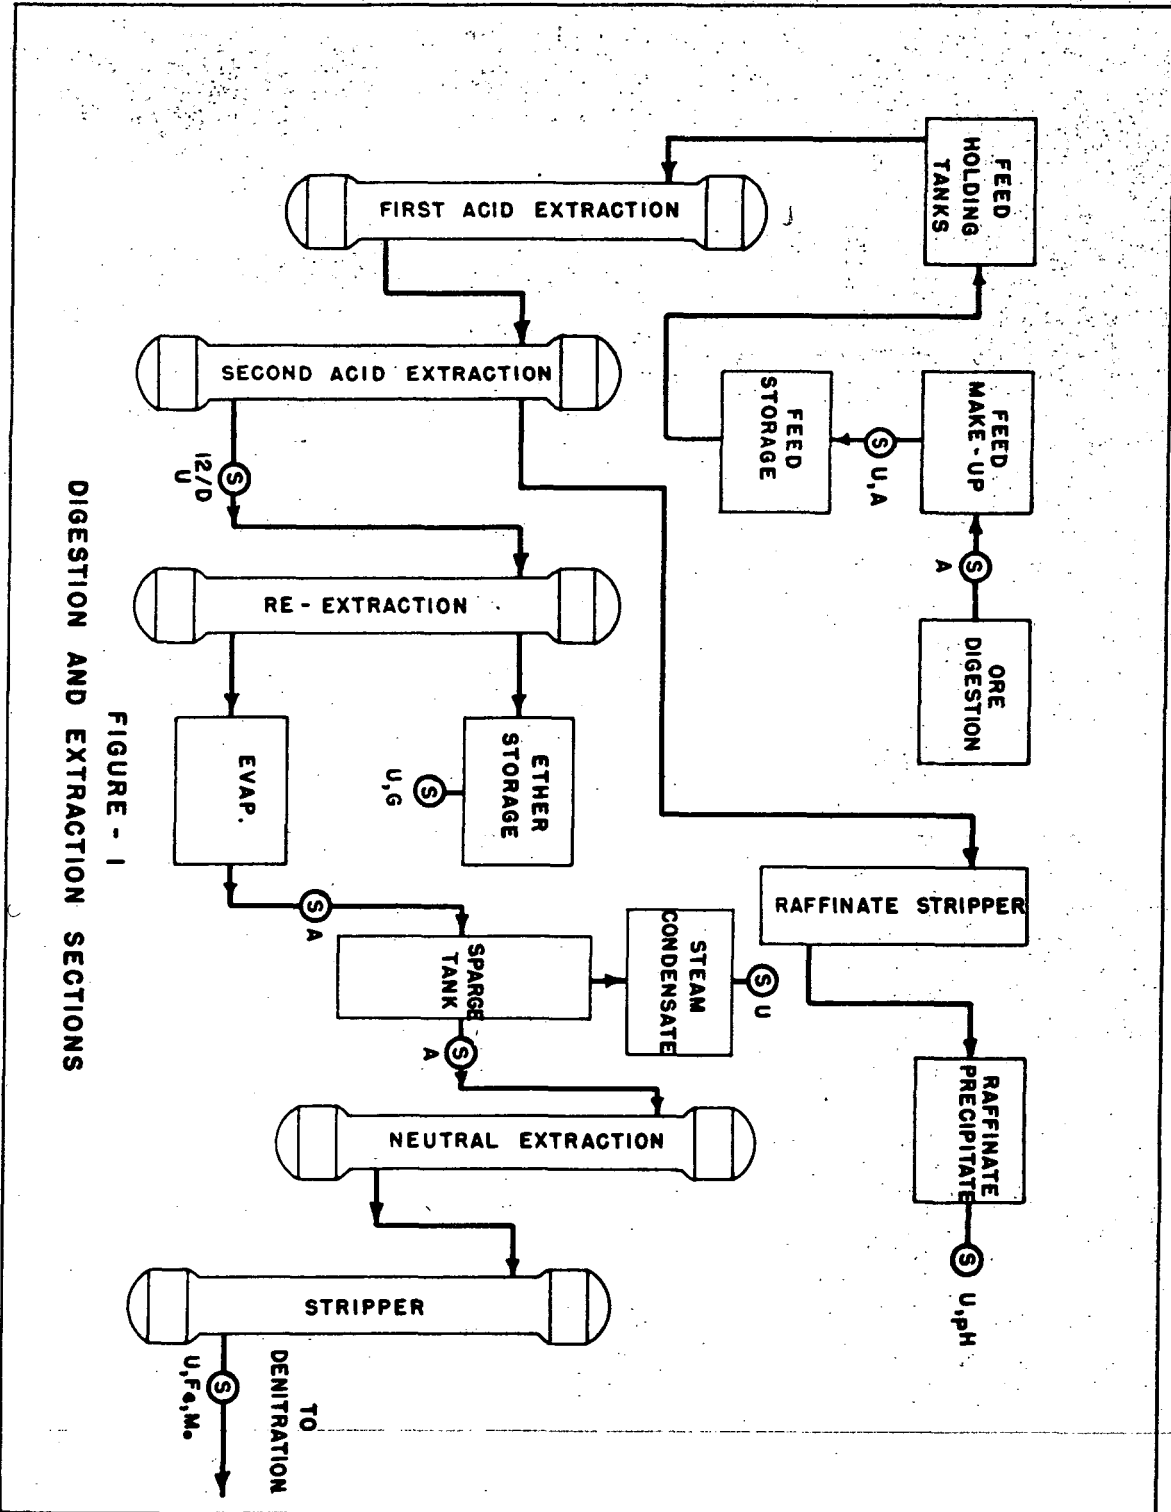 FEED
HOLDING
TANKS
FEED
MAKE-UP
S
A
ORE
DIGESTION
S
U,A
FEED
STORAGE
FIRST ACID EXTRACTION
SECOND ACID EXTRACTION
S
12/D
U
RE-EXTRACTION
ETHER
STORAGE
S
U,G
EVAP.
S
A
SPARGE
TANK
S
A
STEAM
CONDENSATE
S
U
RAFFINATE STRIPPER
RAFFINATE
PRECIPITATE
S
U,pH
NEUTRAL EXTRACTION
STRIPPER
S
U,Fe,Mo
TO
DENITRATION
FIGURE-1
DIGESTION AND EXTRACTION SECTIONS